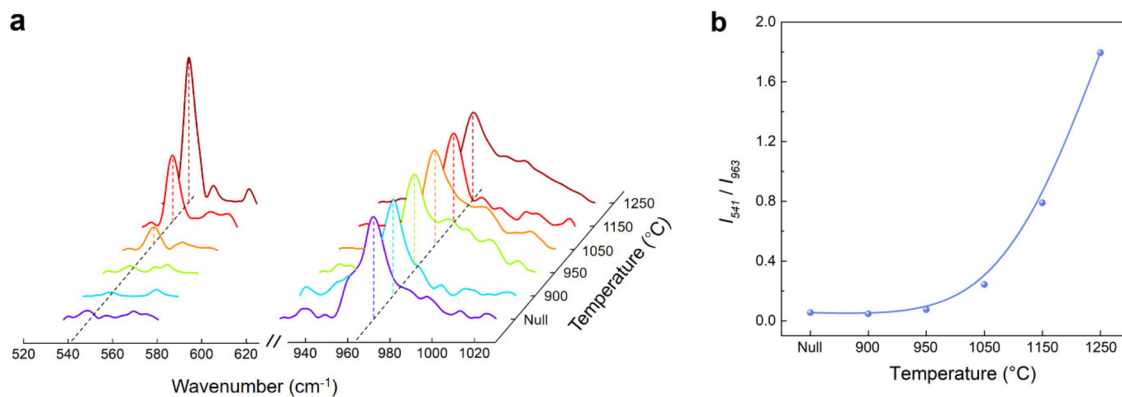 a
520 540 560 580 600 620 // 940 960 980 1000 1020
Wavenumber (cm⁻¹)
Null
900
950
1050
1150
1250
Temperature (°C)
b
2.0
1.6
1.2
0.8
0.4
0.0
I₅₄₁ / I₉₆₃
Null 900 950 1050 1150 1250
Temperature (°C)